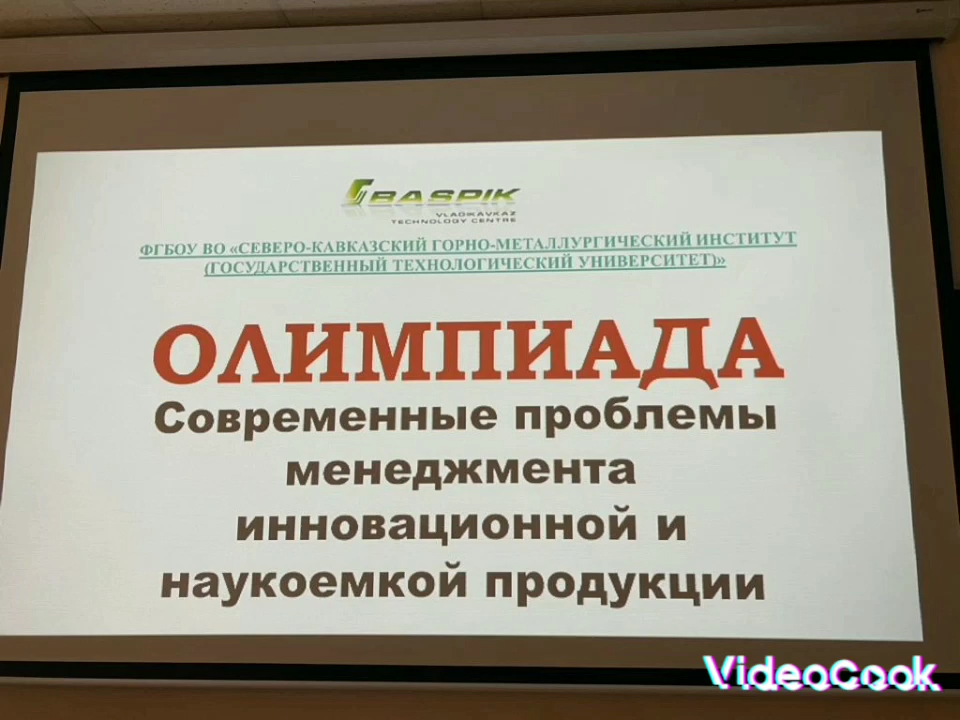 BASPIK
VLADIKAVKAZ
TECHNOLOGY CENTRE
ФГБОУ ВО «СЕВЕРО-КАВКАЗСКИЙ ГОРНО-МЕТАЛЛУРГИЧЕСКИЙ ИНСТИТУТ
(ГОСУДАРСТВЕННЫЙ ТЕХНОЛОГИЧЕСКИЙ УНИВЕРСИТЕТ)»
ОЛИМПИАДА
Современные проблемы
менеджмента
инновационной и
наукоемкой продукции
VideoCook